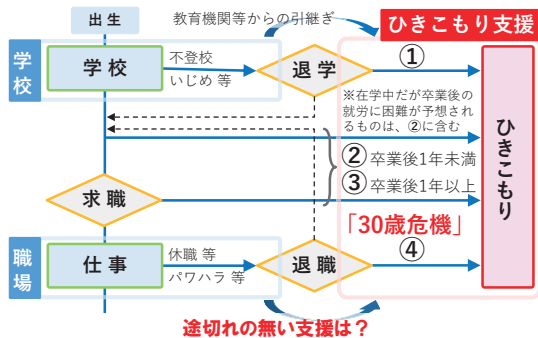 出生
教育機関等からの引継ぎ
ひきこもり支援
学校
学校
不登校
いじめ 等
退学
①
※在学中だが卒業後の
就労に困難が予想され
るものは、②に含む
② 卒業後1年未満
③ 卒業後1年以上
ひきこもり
求職
「30歳危機」
職場
仕事
休職 等
パワハラ 等
退職
④
途切れの無い支援は？